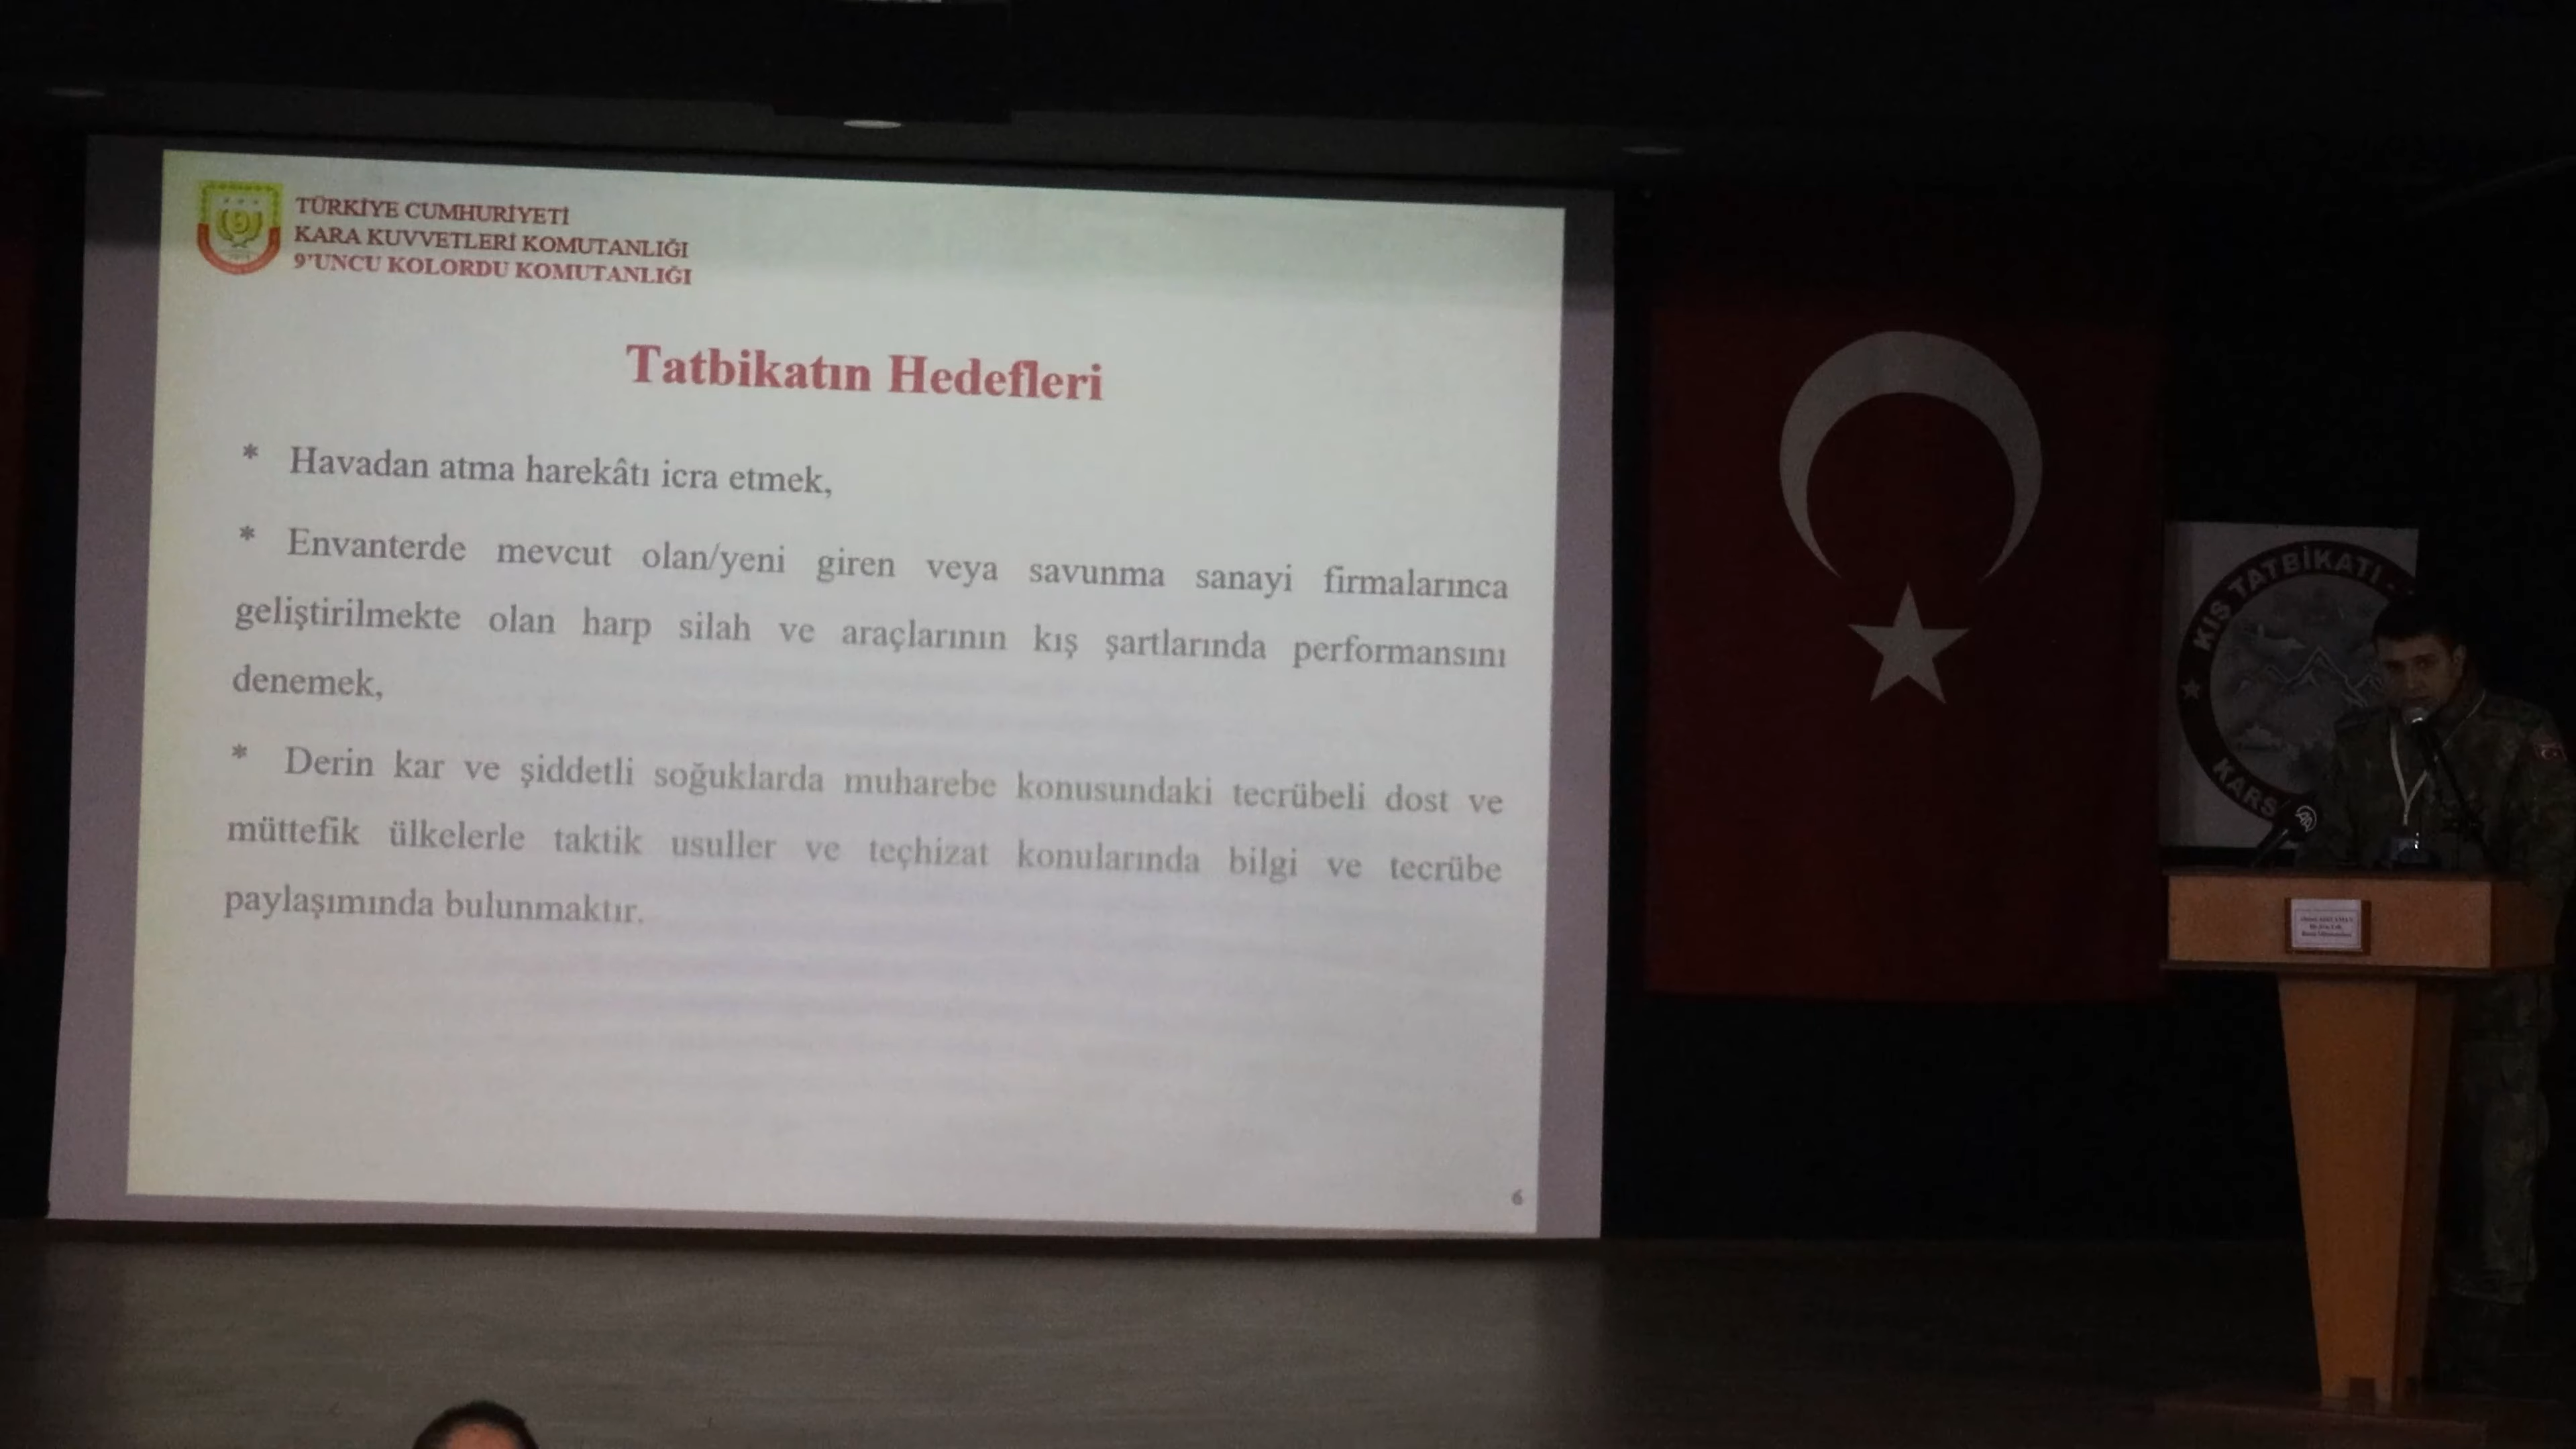 TÜRKİYE CUMHURİYETİ
KARA KUVVETLERİ KOMUTANLIĞI
9'UNCU KOLORDU KOMUTANLIĞI
Tatbikatın Hedefleri
* Havadan atma harekâtı icra etmek,
* Envanterde mevcut olan/yeni giren veya savunma sanayi firmalarınca
geliştirilmekte olan harp silah ve araçlarının kış şartlarında performansını
denemek,
* Derin kar ve şiddetli soğuklarda muharebe konusundaki tecrübeli dost ve
müttefik ülkelerle taktik usuller ve teçhizat konularında bilgi ve tecrübe
paylaşımında bulunmaktır.
6
KIŞ TATBİKATI -
KARS
AA